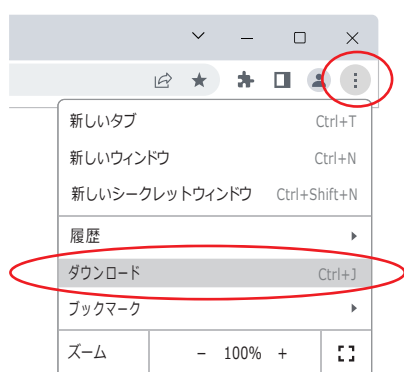 新しいタブ Ctrl+T
新しいウィンドウ Ctrl+N
新しいシークレットウィンドウ Ctrl+Shift+N
履歴
ダウンロード Ctrl+J
ブックマーク
ズーム － 100% +